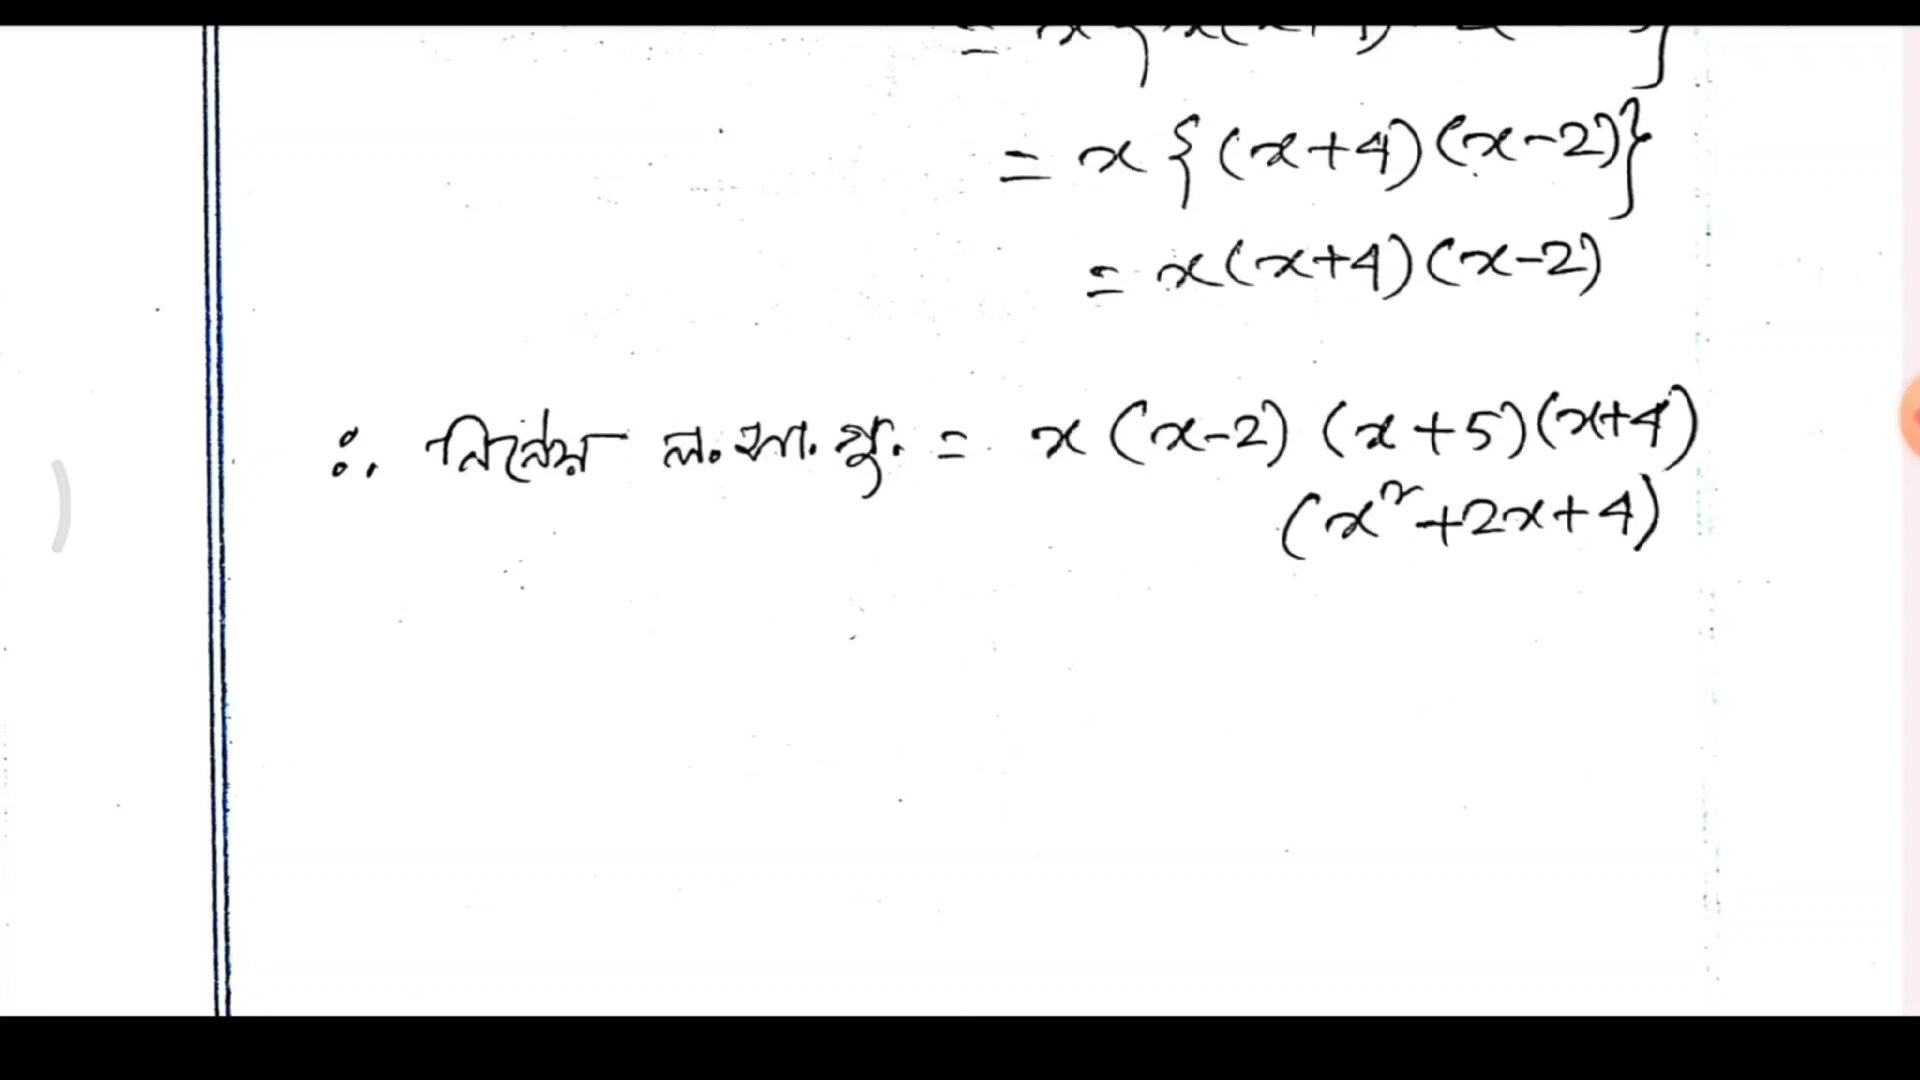 = x {(x+4)(x-2)}
= x(x+4)(x-2)
∴ নির্ণেয় ল.সা.গু. = x (x-2) (x+5)(x+4)
(x²+2x+4)